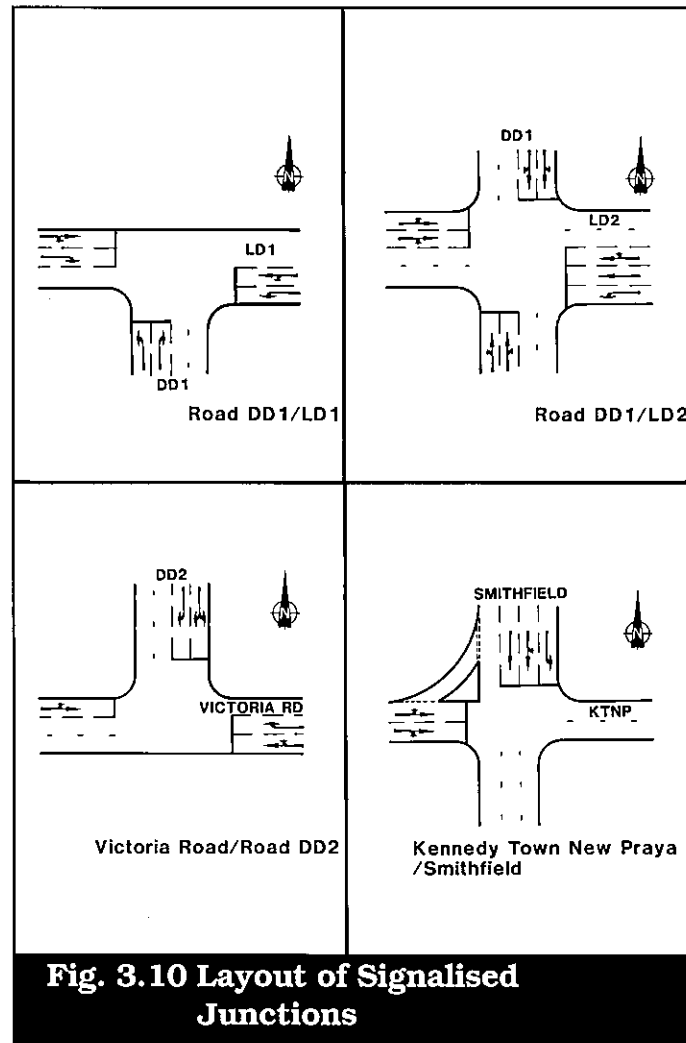 N
LD1
DD1
Road DD1/LD1
DD1
N
LD2
Road DD1/LD2
DD2
N
VICTORIA RD
Victoria Road/Road DD2
SMITHFIELD
N
KTNP
Kennedy Town New Praya
/Smithfield
Fig. 3.10 Layout of Signalised
Junctions